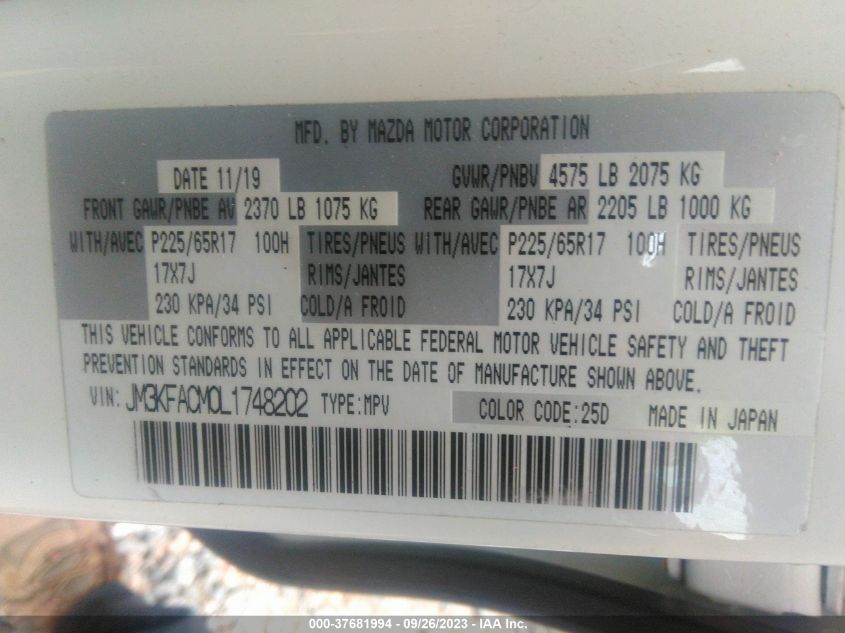 MFD. BY MAZDA MOTOR CORPORATION
DATE 11/19 GVWR/PNBV 4575 LB 2075 KG
FRONT GAWR/PNBE AV 2370 LB 1075 KG REAR GAWR/PNBE AR 2205 LB 1000 KG
WITH/AVEC P225/65R17 100H TIRES/PNEUS WITH/AVEC P225/65R17 100H TIRES/PNEUS
17X7J RIMS/JANTES 17X7J RIMS/JANTES
230 KPA/34 PSI COLD/A FROID 230 KPA/34 PSI COLD/A FROID
THIS VEHICLE CONFORMS TO ALL APPLICABLE FEDERAL MOTOR VEHICLE SAFETY AND THEFT
PREVENTION STANDARDS IN EFFECT ON THE DATE OF MANUFACTURE SHOWN ABOVE.
VIN: JM3KFACM0L1748202 TYPE:MPV COLOR CODE:25D MADE IN JAPAN
000-37681994 - 09/26/2023 - IAA Inc.